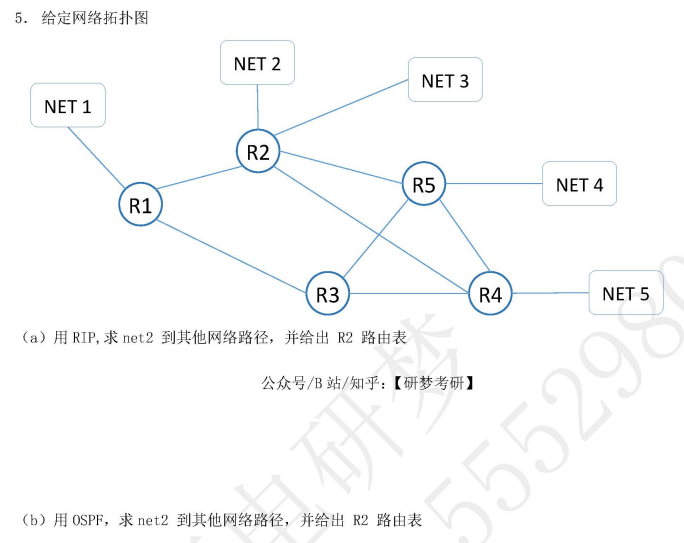 5. 给定网络拓扑图
NET 2
NET 3
NET 1
R2
R5
NET 4
R1
R3
R4
NET 5
（a）用 RIP,求 net2 到其他网络路径，并给出 R2 路由表
公众号/B 站/知乎:【研梦考研】
（b）用 OSPF，求 net2 到其他网络路径，并给出 R2 路由表
研梦
5552980